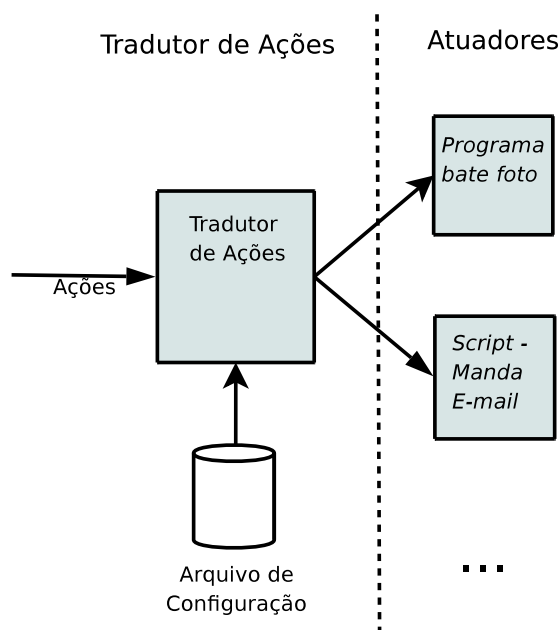 Tradutor de Ações
Atuadores
Programa
bate foto
Tradutor
de Ações
Ações
Script -
Manda
E-mail
Arquivo de
Configuração
...